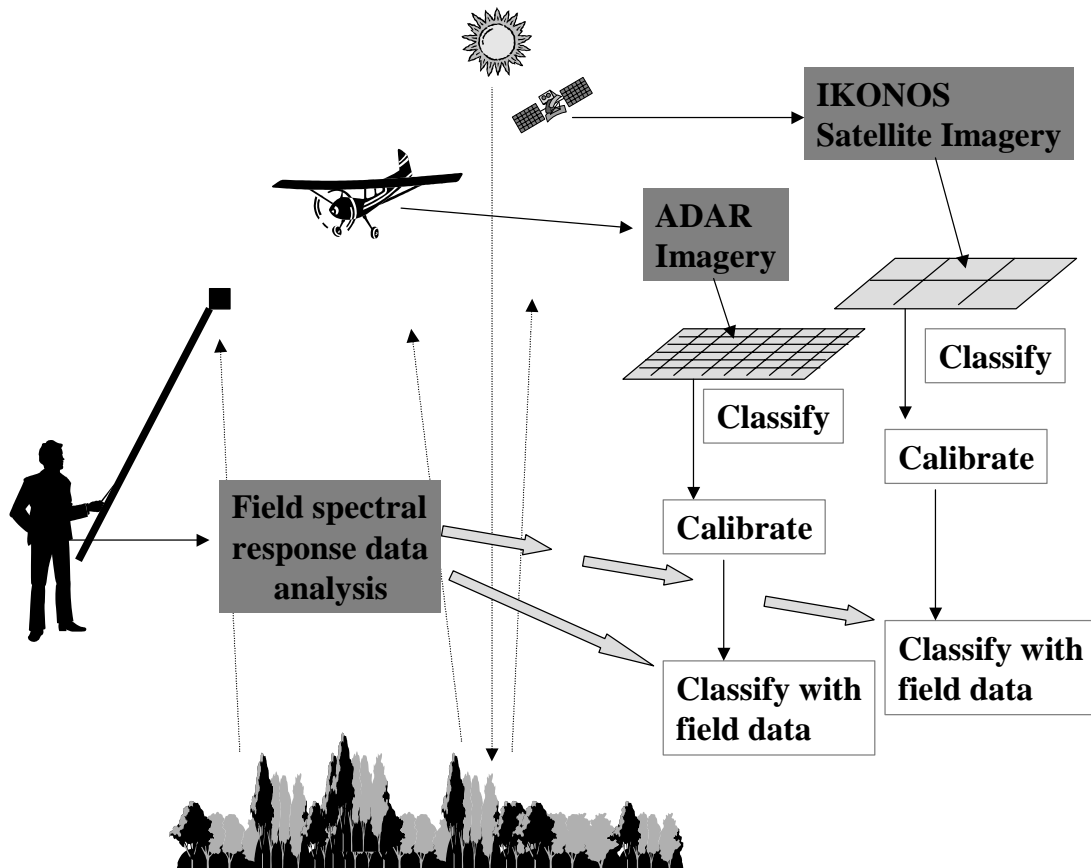 IKONOS
Satellite Imagery
ADAR
Imagery
Classify
Classify
Calibrate
Field spectral
response data
analysis
Calibrate
Classify with
field data
Classify with
field data